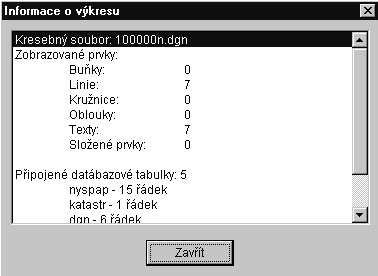 Informace o výkresu
Kresebný soubor: 100000n.dgn
Zobrazované prvky:
Buňky: 0
Linie: 7
Kružnice: 0
Oblouky: 0
Texty: 7
Složené prvky: 0
Připojené datábazové tabulky: 5
nyspap - 15 řádek
katastr - 1 řádek
dgn - 6 řádek
Zavřít